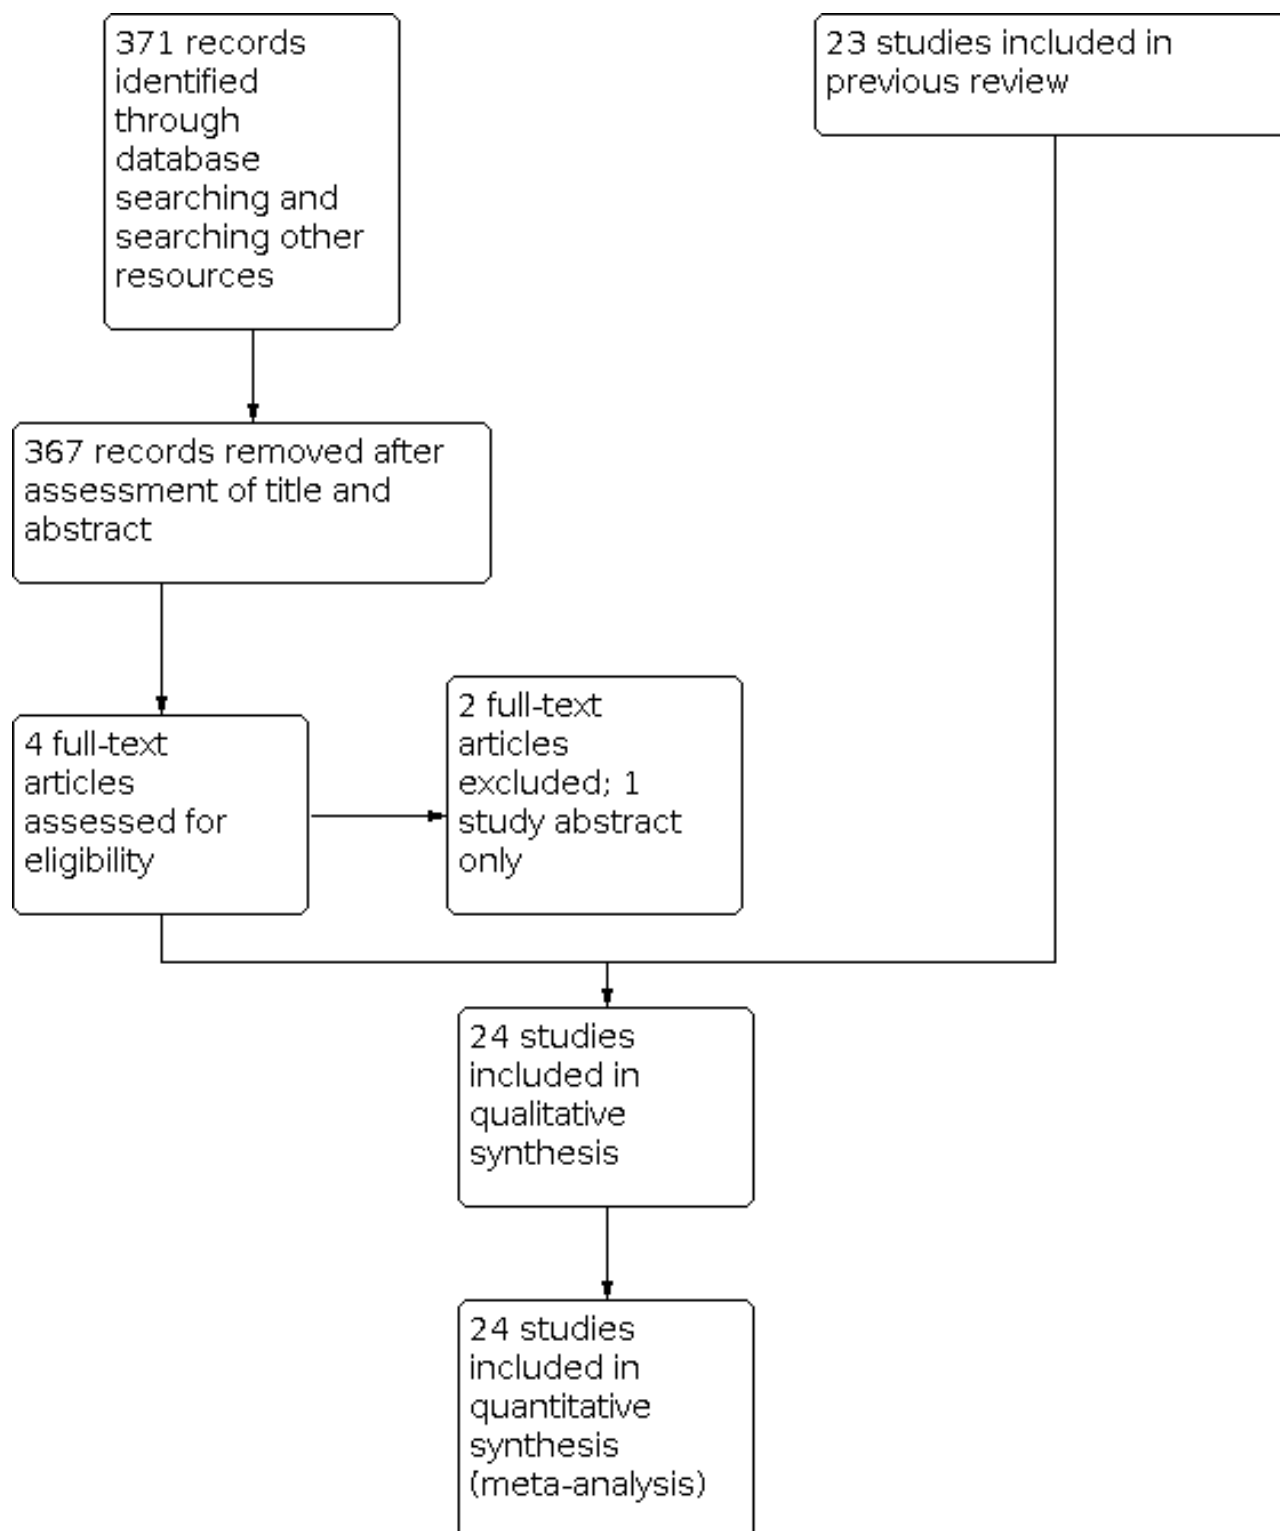 371 records
identified
through
database
searching and
searching other
resources
23 studies included in
previous review
367 records removed after
assessment of title and
abstract
4 full-text
articles
assessed for
eligibility
2 full-text
articles
excluded; 1
study abstract
only
24 studies
included in
qualitative
synthesis
24 studies
included in
quantitative
synthesis
(meta-analysis)